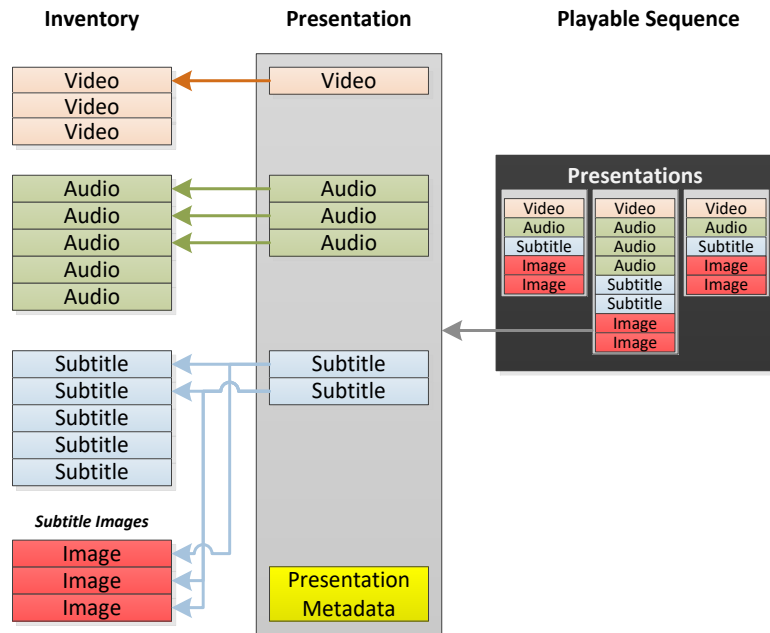 Inventory
Presentation
Playable Sequence
Video
Video
Video
Video
Audio
Audio
Audio
Audio
Audio
Audio
Audio
Audio
Subtitle
Subtitle
Subtitle
Subtitle
Subtitle
Subtitle
Subtitle
Subtitle Images
Image
Image
Image
Presentation
Metadata
Presentations
Video
Audio
Subtitle
Image
Image
Video
Audio
Audio
Audio
Subtitle
Subtitle
Image
Image
Video
Audio
Subtitle
Image
Image